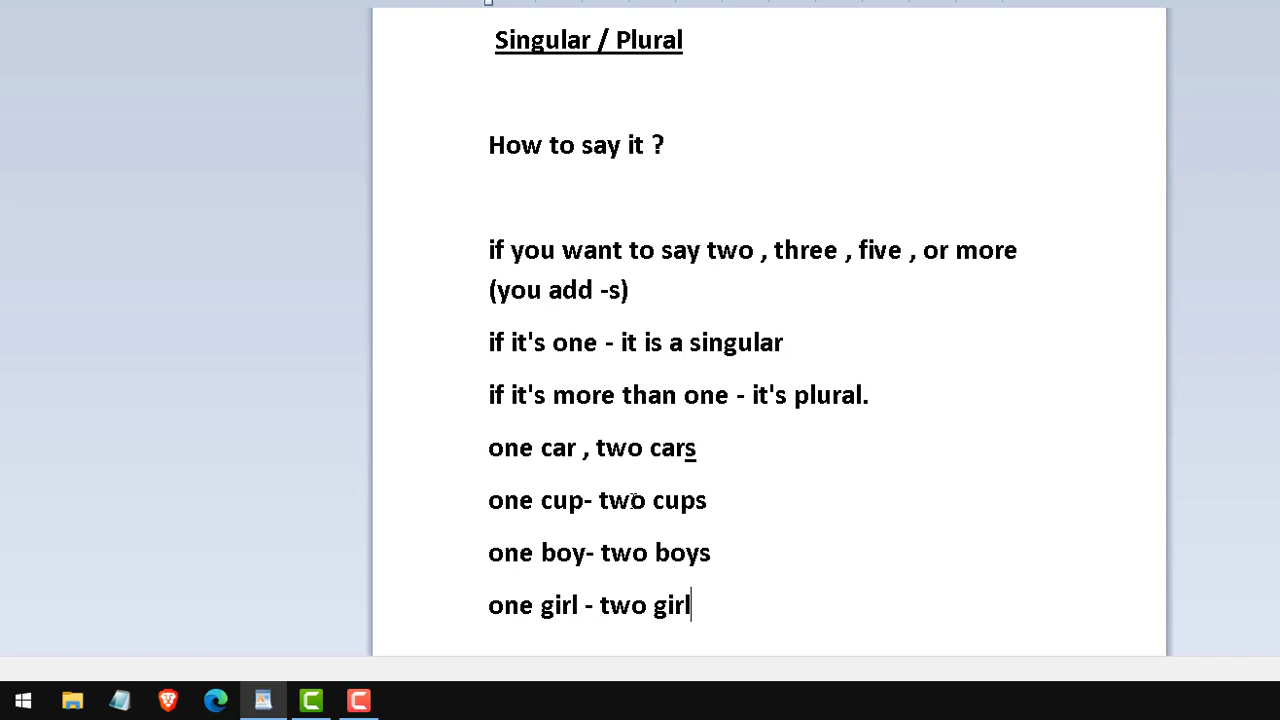 Singular / Plural
How to say it ?
if you want to say two , three , five , or more
(you add -s)
if it's one - it is a singular
if it's more than one - it's plural.
one car , two cars
one cup- two cups
one boy- two boys
one girl - two girl